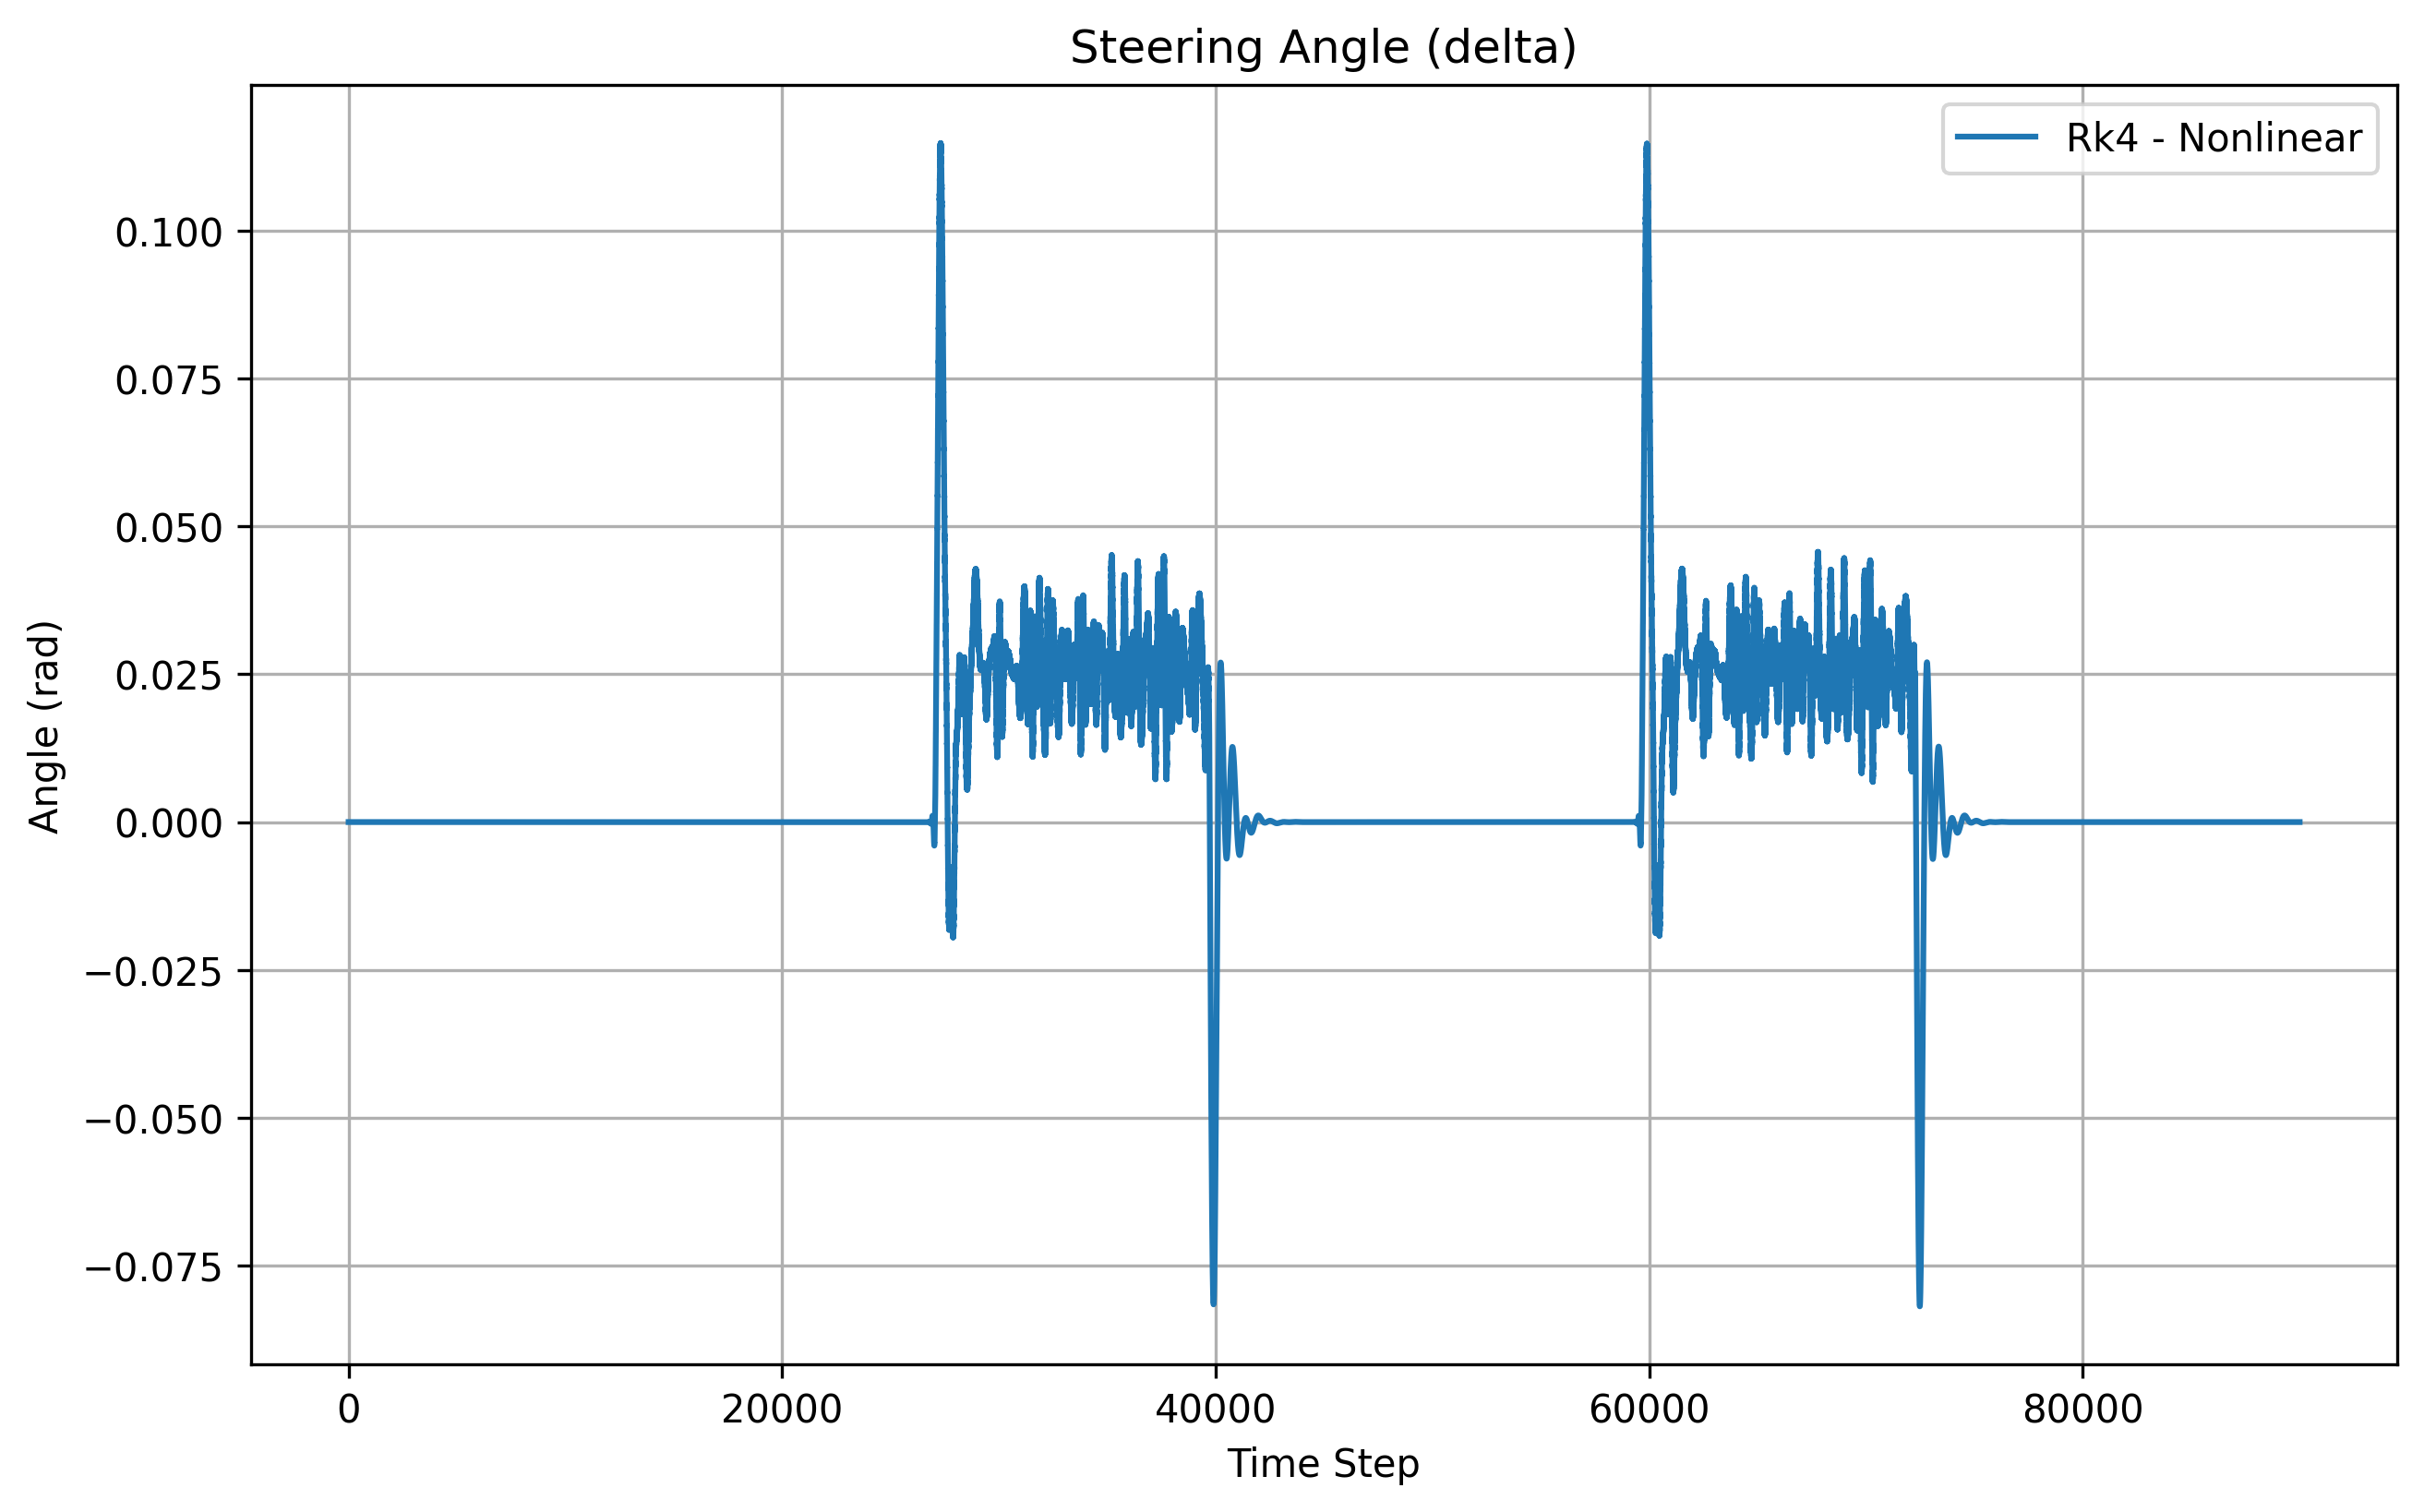 Steering Angle (delta)
Rk4 - Nonlinear
0.100
0.075
0.050
0.025
0.000
−0.025
−0.050
−0.075
Angle (rad)
0 20000 40000 60000 80000
Time Step